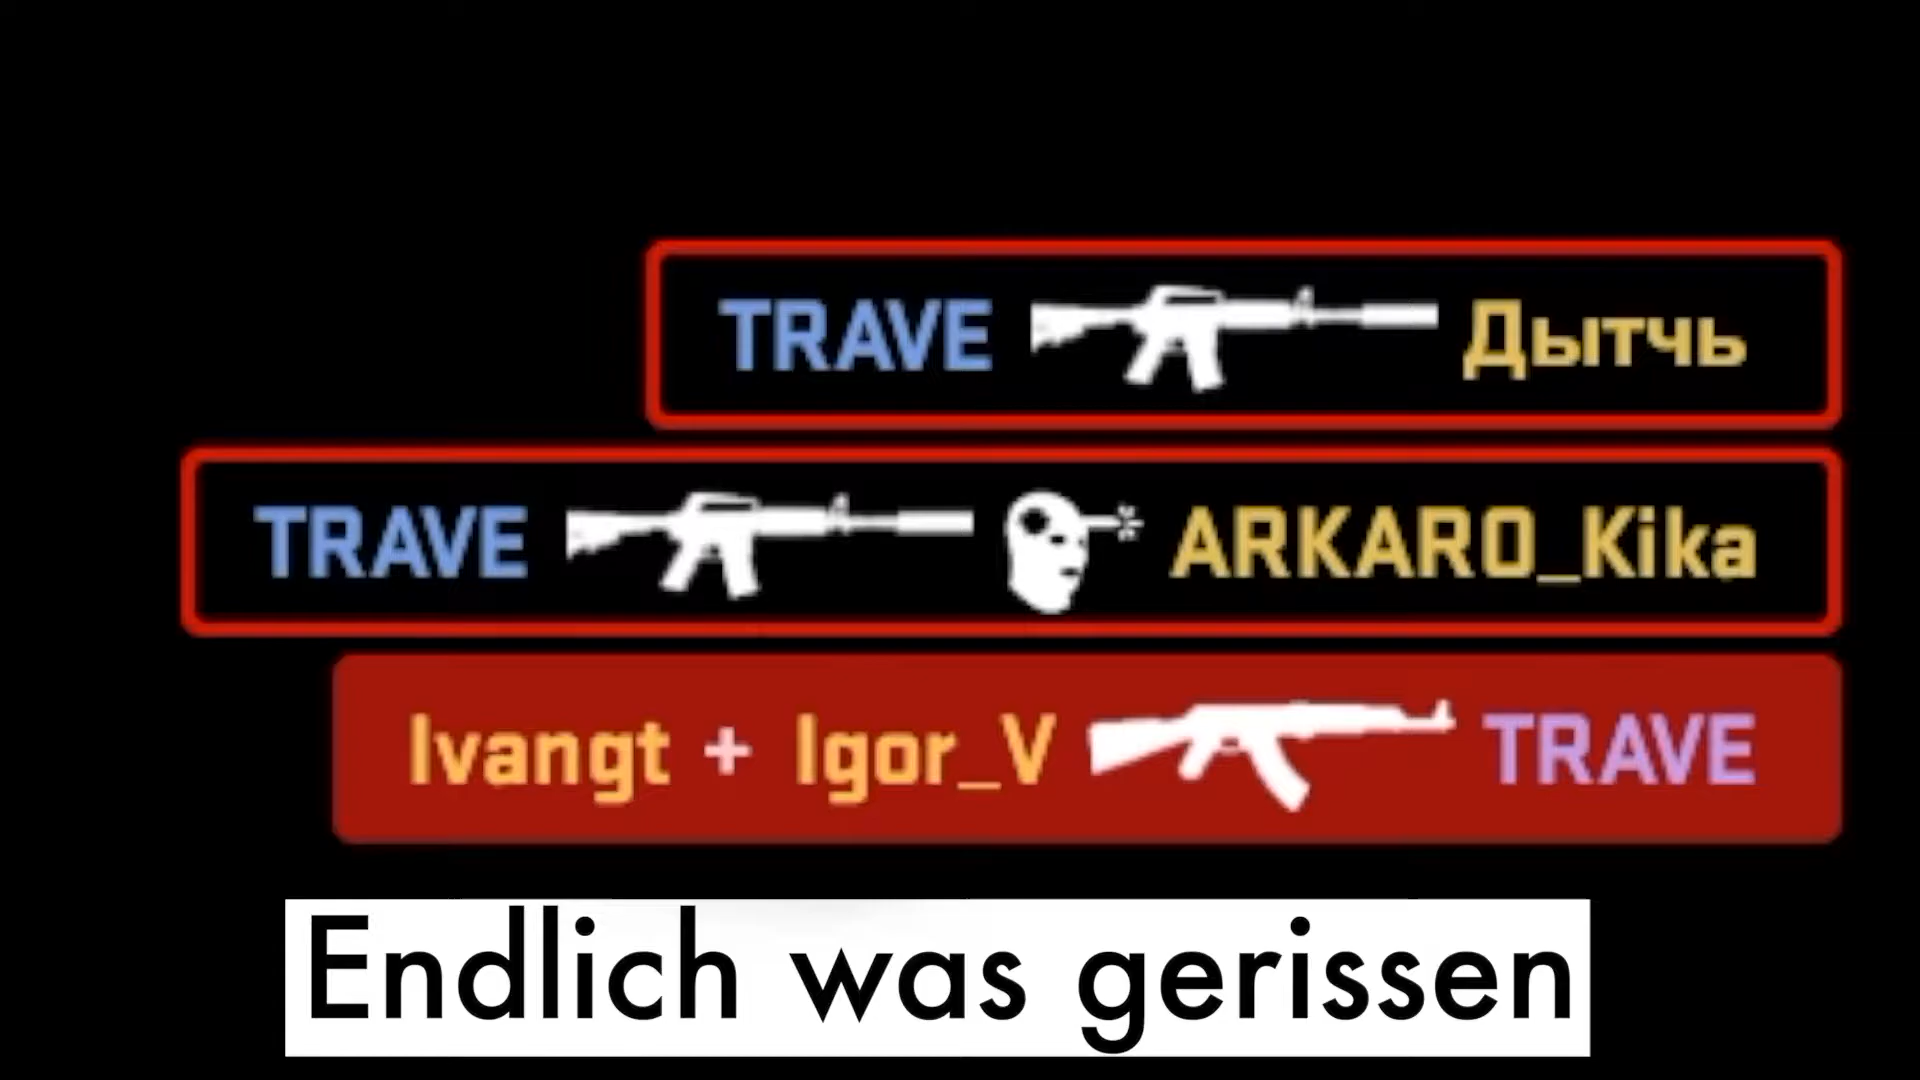 TRAVE Дытчь
TRAVE ARKARO_Kika
Ivangt + Igor_V TRAVE
Endlich was gerissen